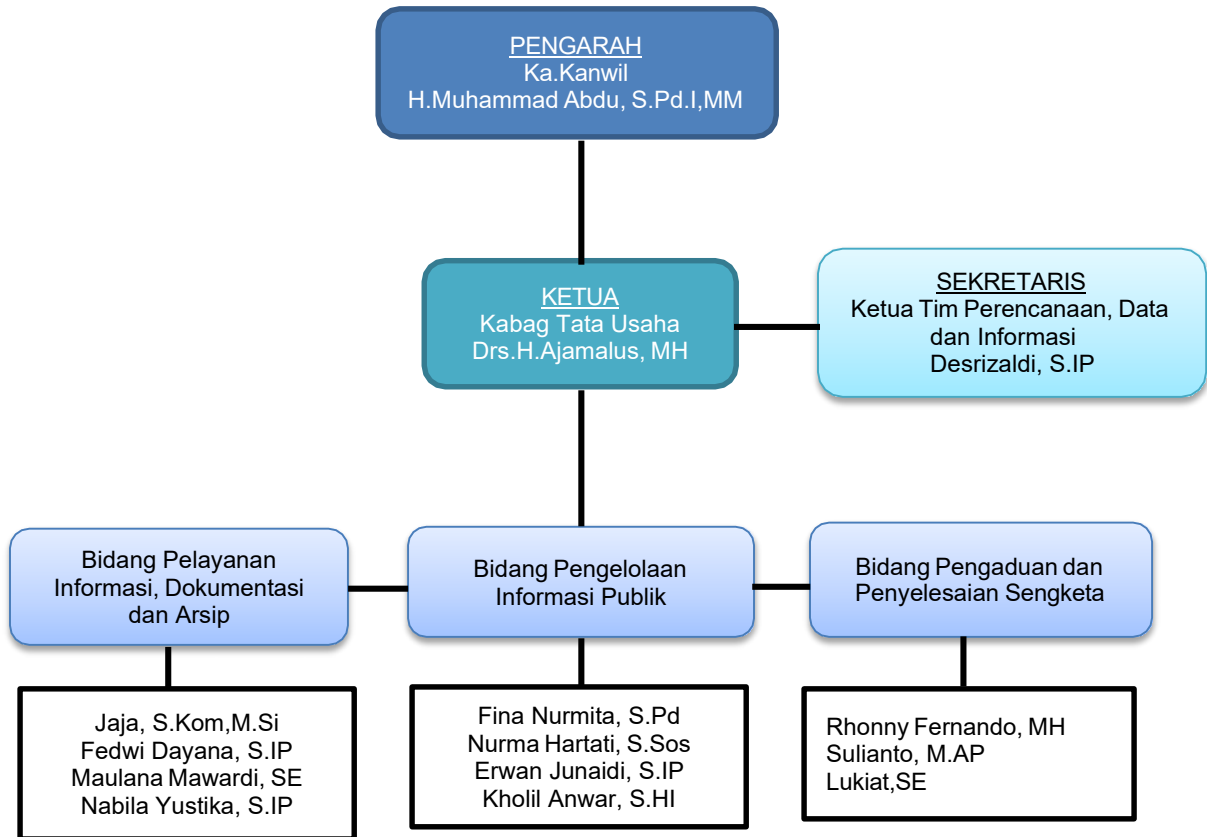 PENGARAH
Ka.Kanwil
H.Muhammad Abdu, S.Pd.I,MM
KETUA
Kabag Tata Usaha
Drs.H.Ajamalus, MH
SEKRETARIS
Ketua Tim Perencanaan, Data
dan Informasi
Desrizaldi, S.IP
Bidang Pelayanan
Informasi, Dokumentasi
dan Arsip
Bidang Pengelolaan
Informasi Publik
Bidang Pengaduan dan
Penyelesaian Sengketa
Jaja, S.Kom,M.Si
Fedwi Dayana, S.IP
Maulana Mawardi, SE
Nabila Yustika, S.IP
Fina Nurmita, S.Pd
Nurma Hartati, S.Sos
Erwan Junaidi, S.IP
Kholil Anwar, S.HI
Rhonny Fernando, MH
Sulianto, M.AP
Lukiat,SE